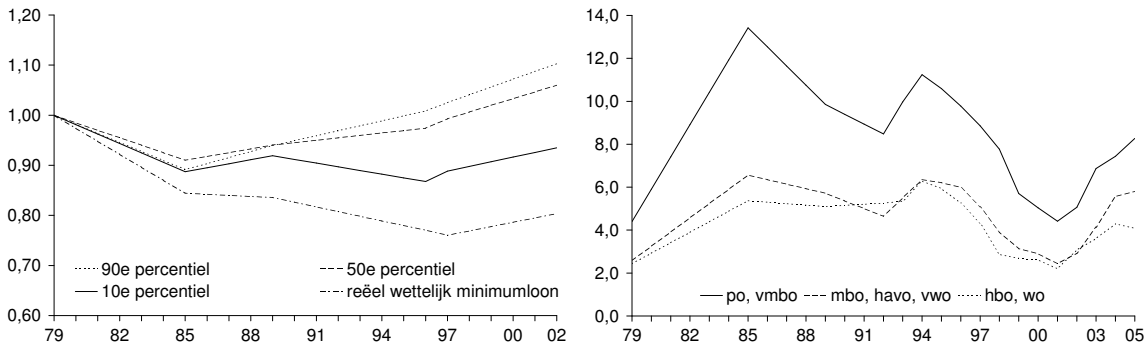 1,20
1,10
1,00
0,90
0,80
0,70
0,60
90e percentiel
50e percentiel
10e percentiel
reëel wettelijk minimumloon
79 82 85 88 91 94 97 00 02
14,0
12,0
10,0
8,0
6,0
4,0
2,0
0,0
po, vmbo
mbo, havo, vwo
hbo, wo
79 82 85 88 91 94 97 00 03 05